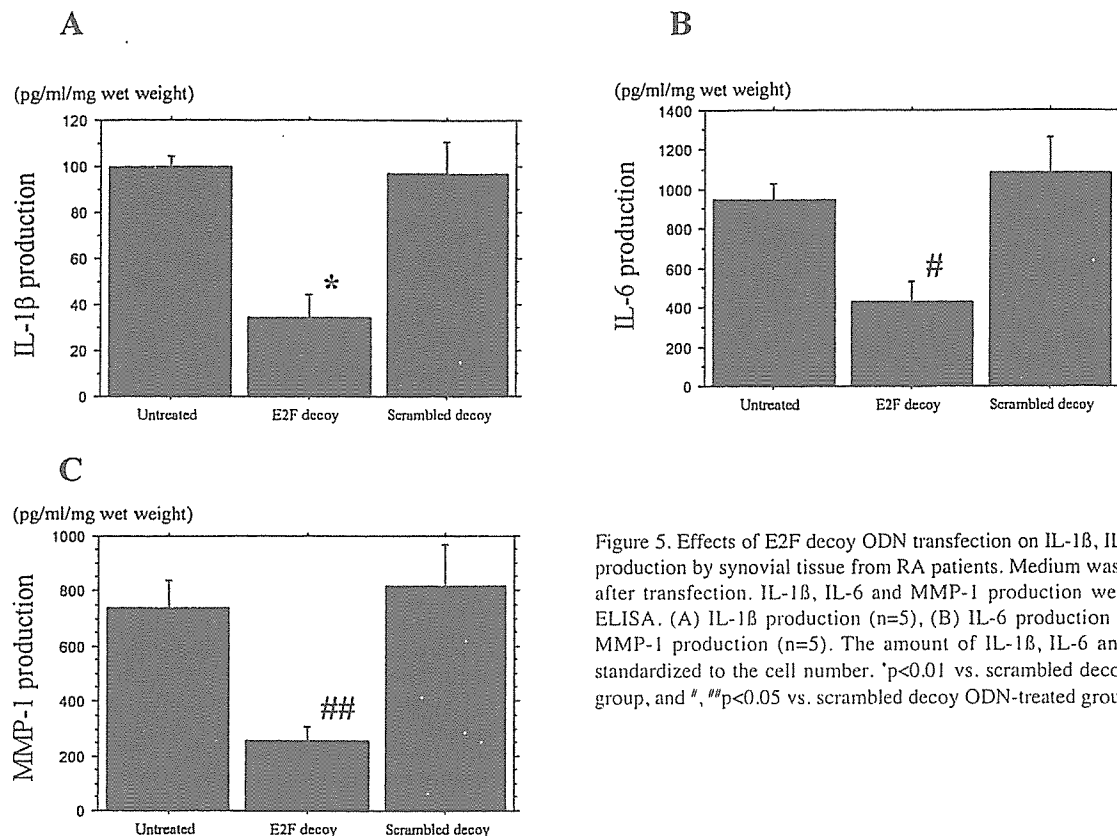 A
(pg/ml/mg wet weight)
IL-1β production
120
100
80
60
40
20
0
*
Untreated
E2F decoy
Scrambled decoy
B
(pg/ml/mg wet weight)
IL-6 production
1400
1200
1000
800
600
400
200
0
#
Untreated
E2F decoy
Scrambled decoy
C
(pg/ml/mg wet weight)
MMP-1 production
1000
800
600
400
200
0
##
Untreated
E2F decoy
Scrambled decoy
Figure 5. Effects of E2F decoy ODN transfection on IL-1β, IL
production by synovial tissue from RA patients. Medium was
after transfection. IL-1β, IL-6 and MMP-1 production we
ELISA. (A) IL-1β production (n=5), (B) IL-6 production
MMP-1 production (n=5). The amount of IL-1β, IL-6 an
standardized to the cell number. *p<0.01 vs. scrambled deco
group, and #, ##p<0.05 vs. scrambled decoy ODN-treated grou